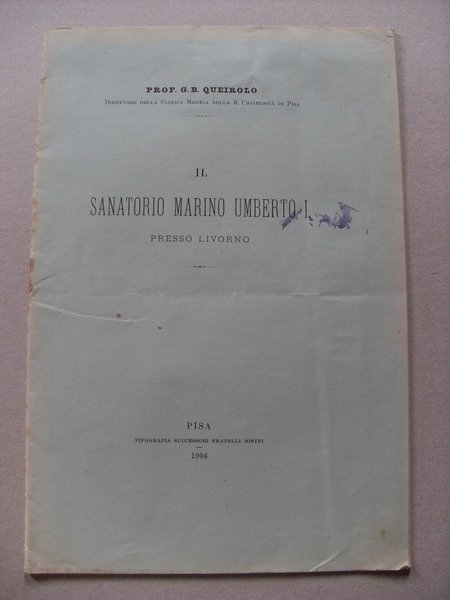 PROF. G. B. QUEIROLO
DIRETTORE DELLA CLINICA MEDICA NELLA R. UNIVERSITÀ DI PISA
IL
SANATORIO MARINO UMBERTO I.
PRESSO LIVORNO
PISA
TIPOGRAFIA SUCCESSORI FRATELLI NISTRI
1904